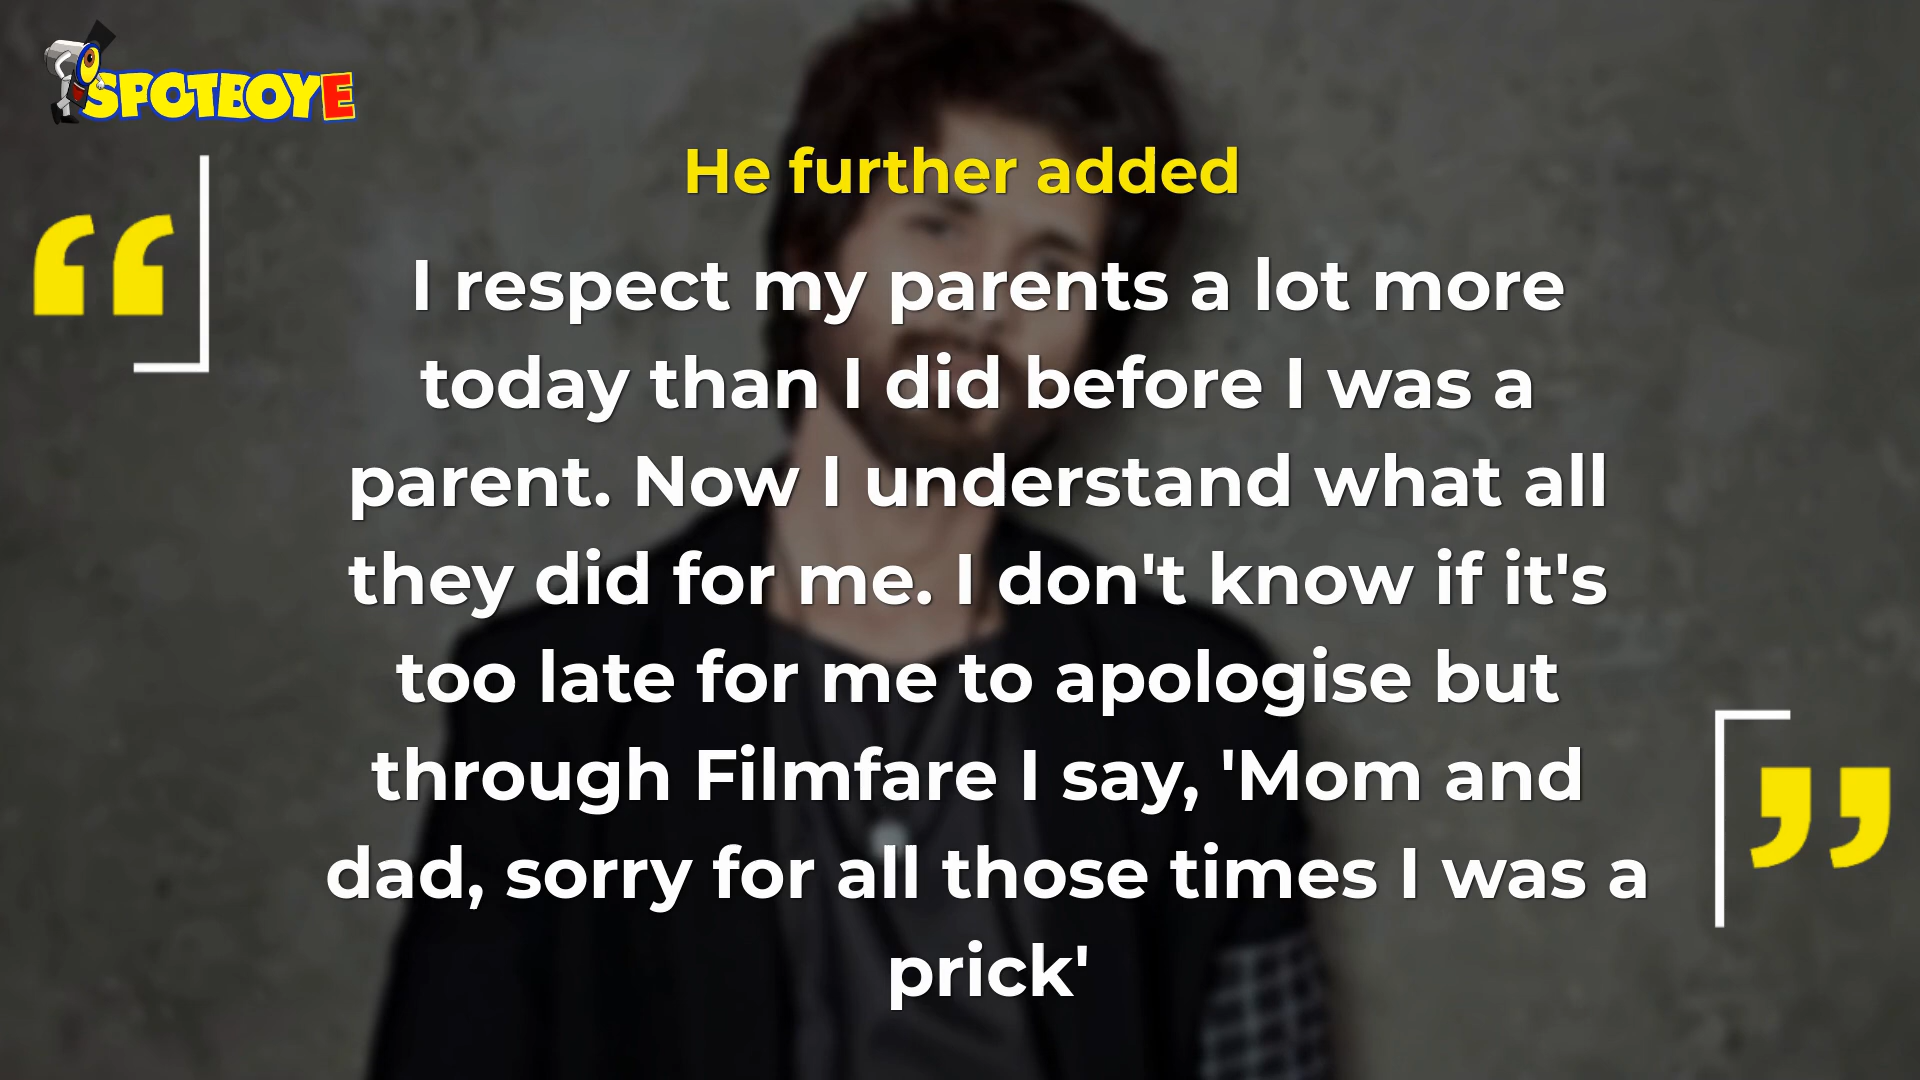 SPOTBOYE
He further added
I respect my parents a lot more
today than I did before I was a
parent. Now I understand what all
they did for me. I don't know if it's
too late for me to apologise but
through Filmfare I say, 'Mom and
dad, sorry for all those times I was a
prick'